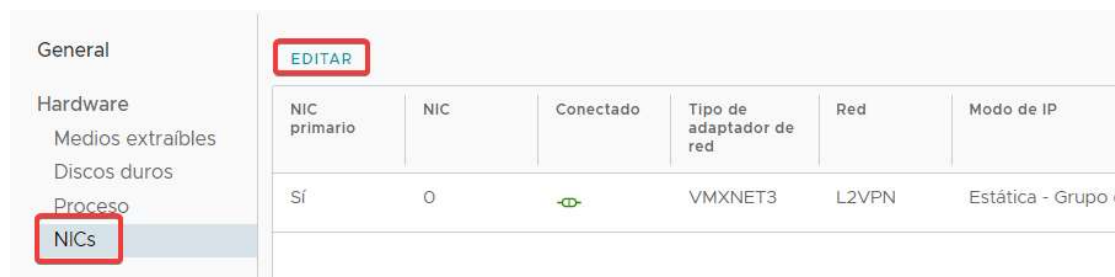 General
Hardware
Medios extraíbles
Discos duros
Proceso
NICs
EDITAR
NIC primario NIC Conectado Tipo de adaptador de red Red Modo de IP
Sí 0 VMXNET3 L2VPN Estática - Grupo